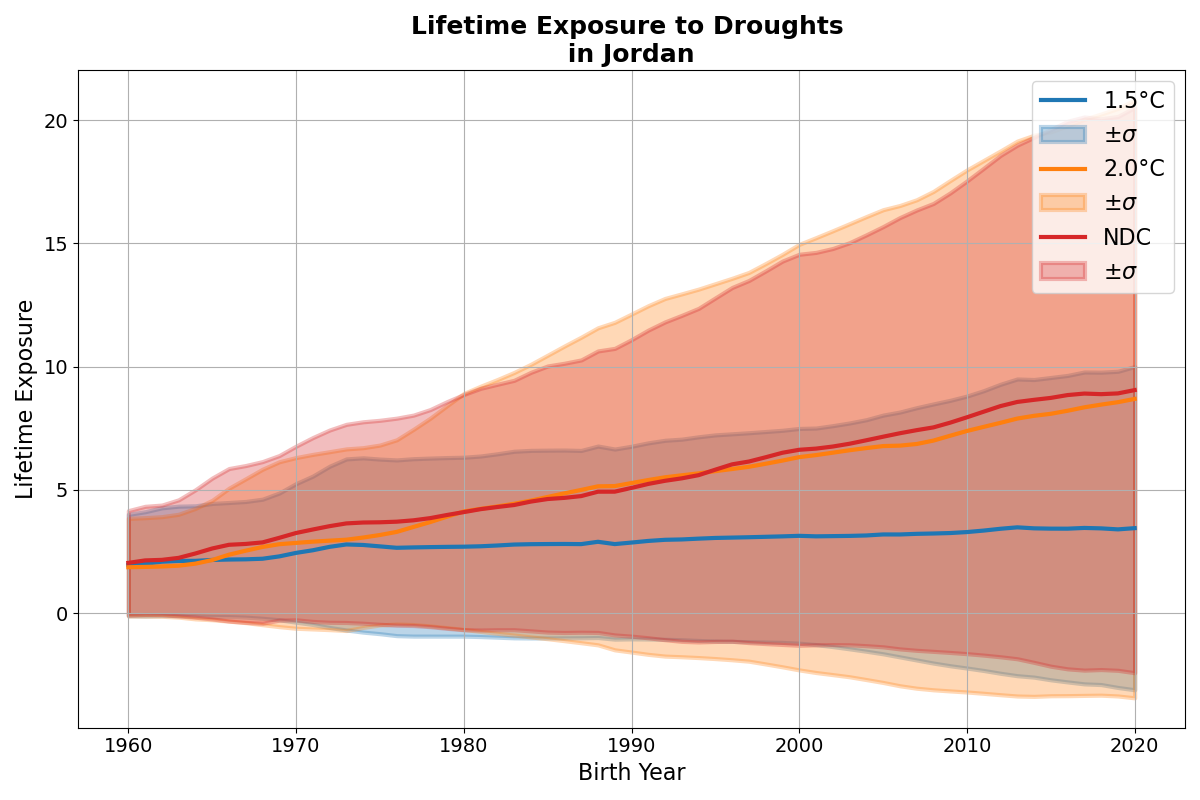 Lifetime Exposure to Droughts
in Jordan
Lifetime Exposure
20
15
10
5
0
1960 1970 1980 1990 2000 2010 2020
Birth Year
1.5°C
±σ
2.0°C
±σ
NDC
±σ